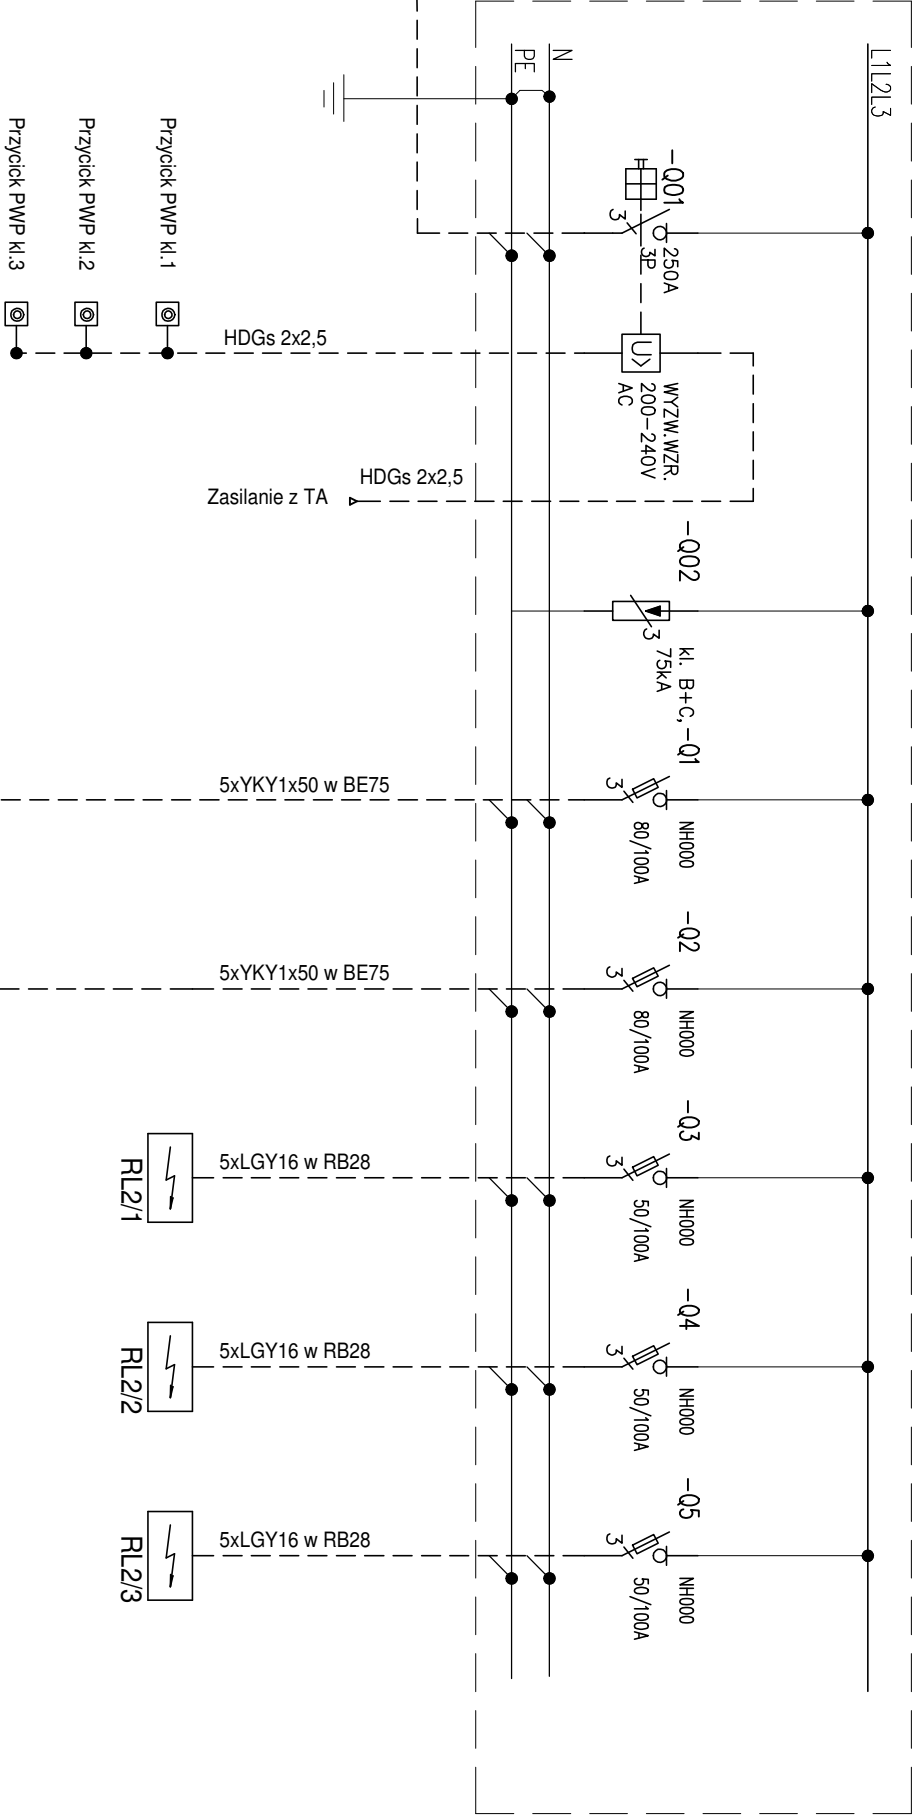 L1L2L3
N
PE
-Q01
250A
3P
3
WYZW.WZR.
200-240V
AC
U>
Przycick PWP kl.1
Przycick PWP kl.2
Przycick PWP kl.3
HDGs 2x2,5
HDGs 2x2,5
Zasilanie z TA
-Q02
kl. B+C,
75kA
3
-Q1
NH000
80/100A
3
5xYKY1x50 w BE75
-Q2
NH000
80/100A
3
5xYKY1x50 w BE75
-Q3
NH000
50/100A
3
5xLGY16 w RB28
RL2/1
-Q4
NH000
50/100A
3
5xLGY16 w RB28
RL2/2
-Q5
NH000
50/100A
3
5xLGY16 w RB28
RL2/3